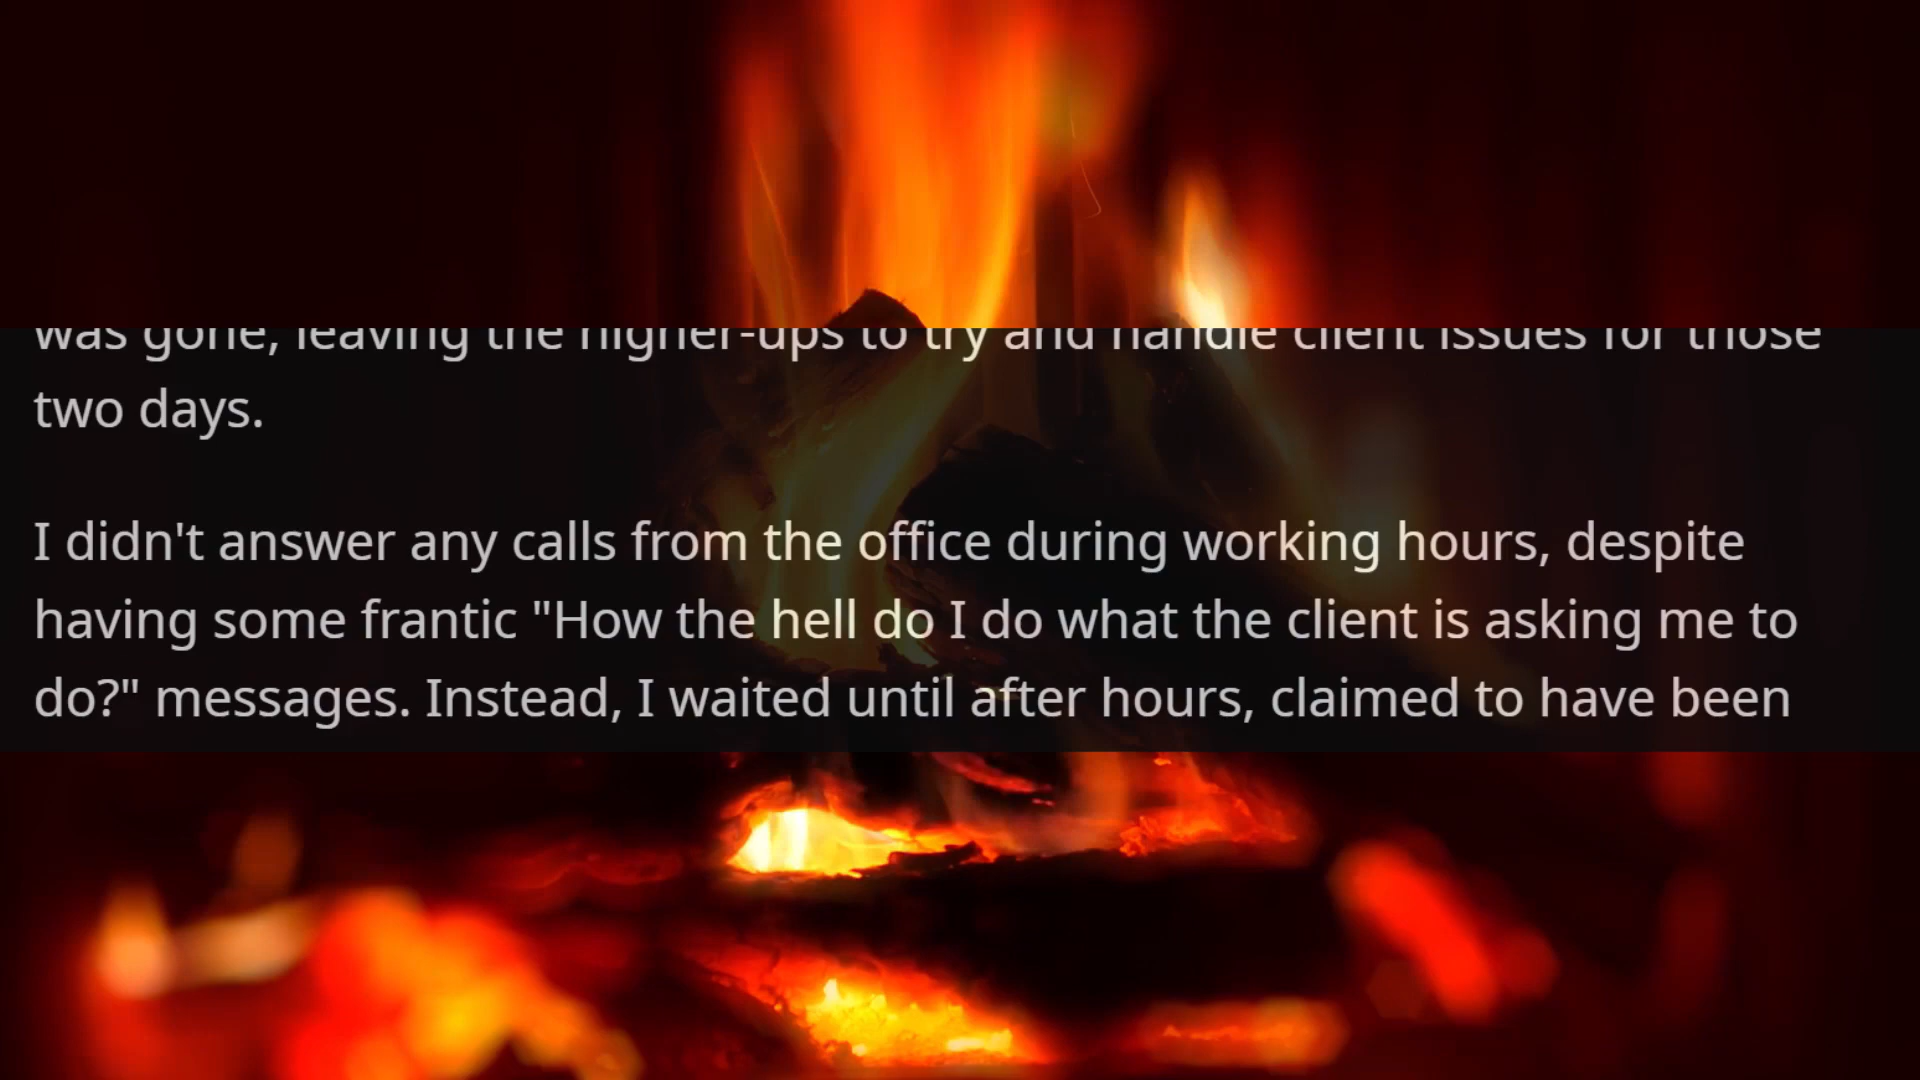 was gone, leaving the higher-ups to try and handle client issues for those
two days.
I didn't answer any calls from the office during working hours, despite
having some frantic "How the hell do I do what the client is asking me to
do?" messages. Instead, I waited until after hours, claimed to have been